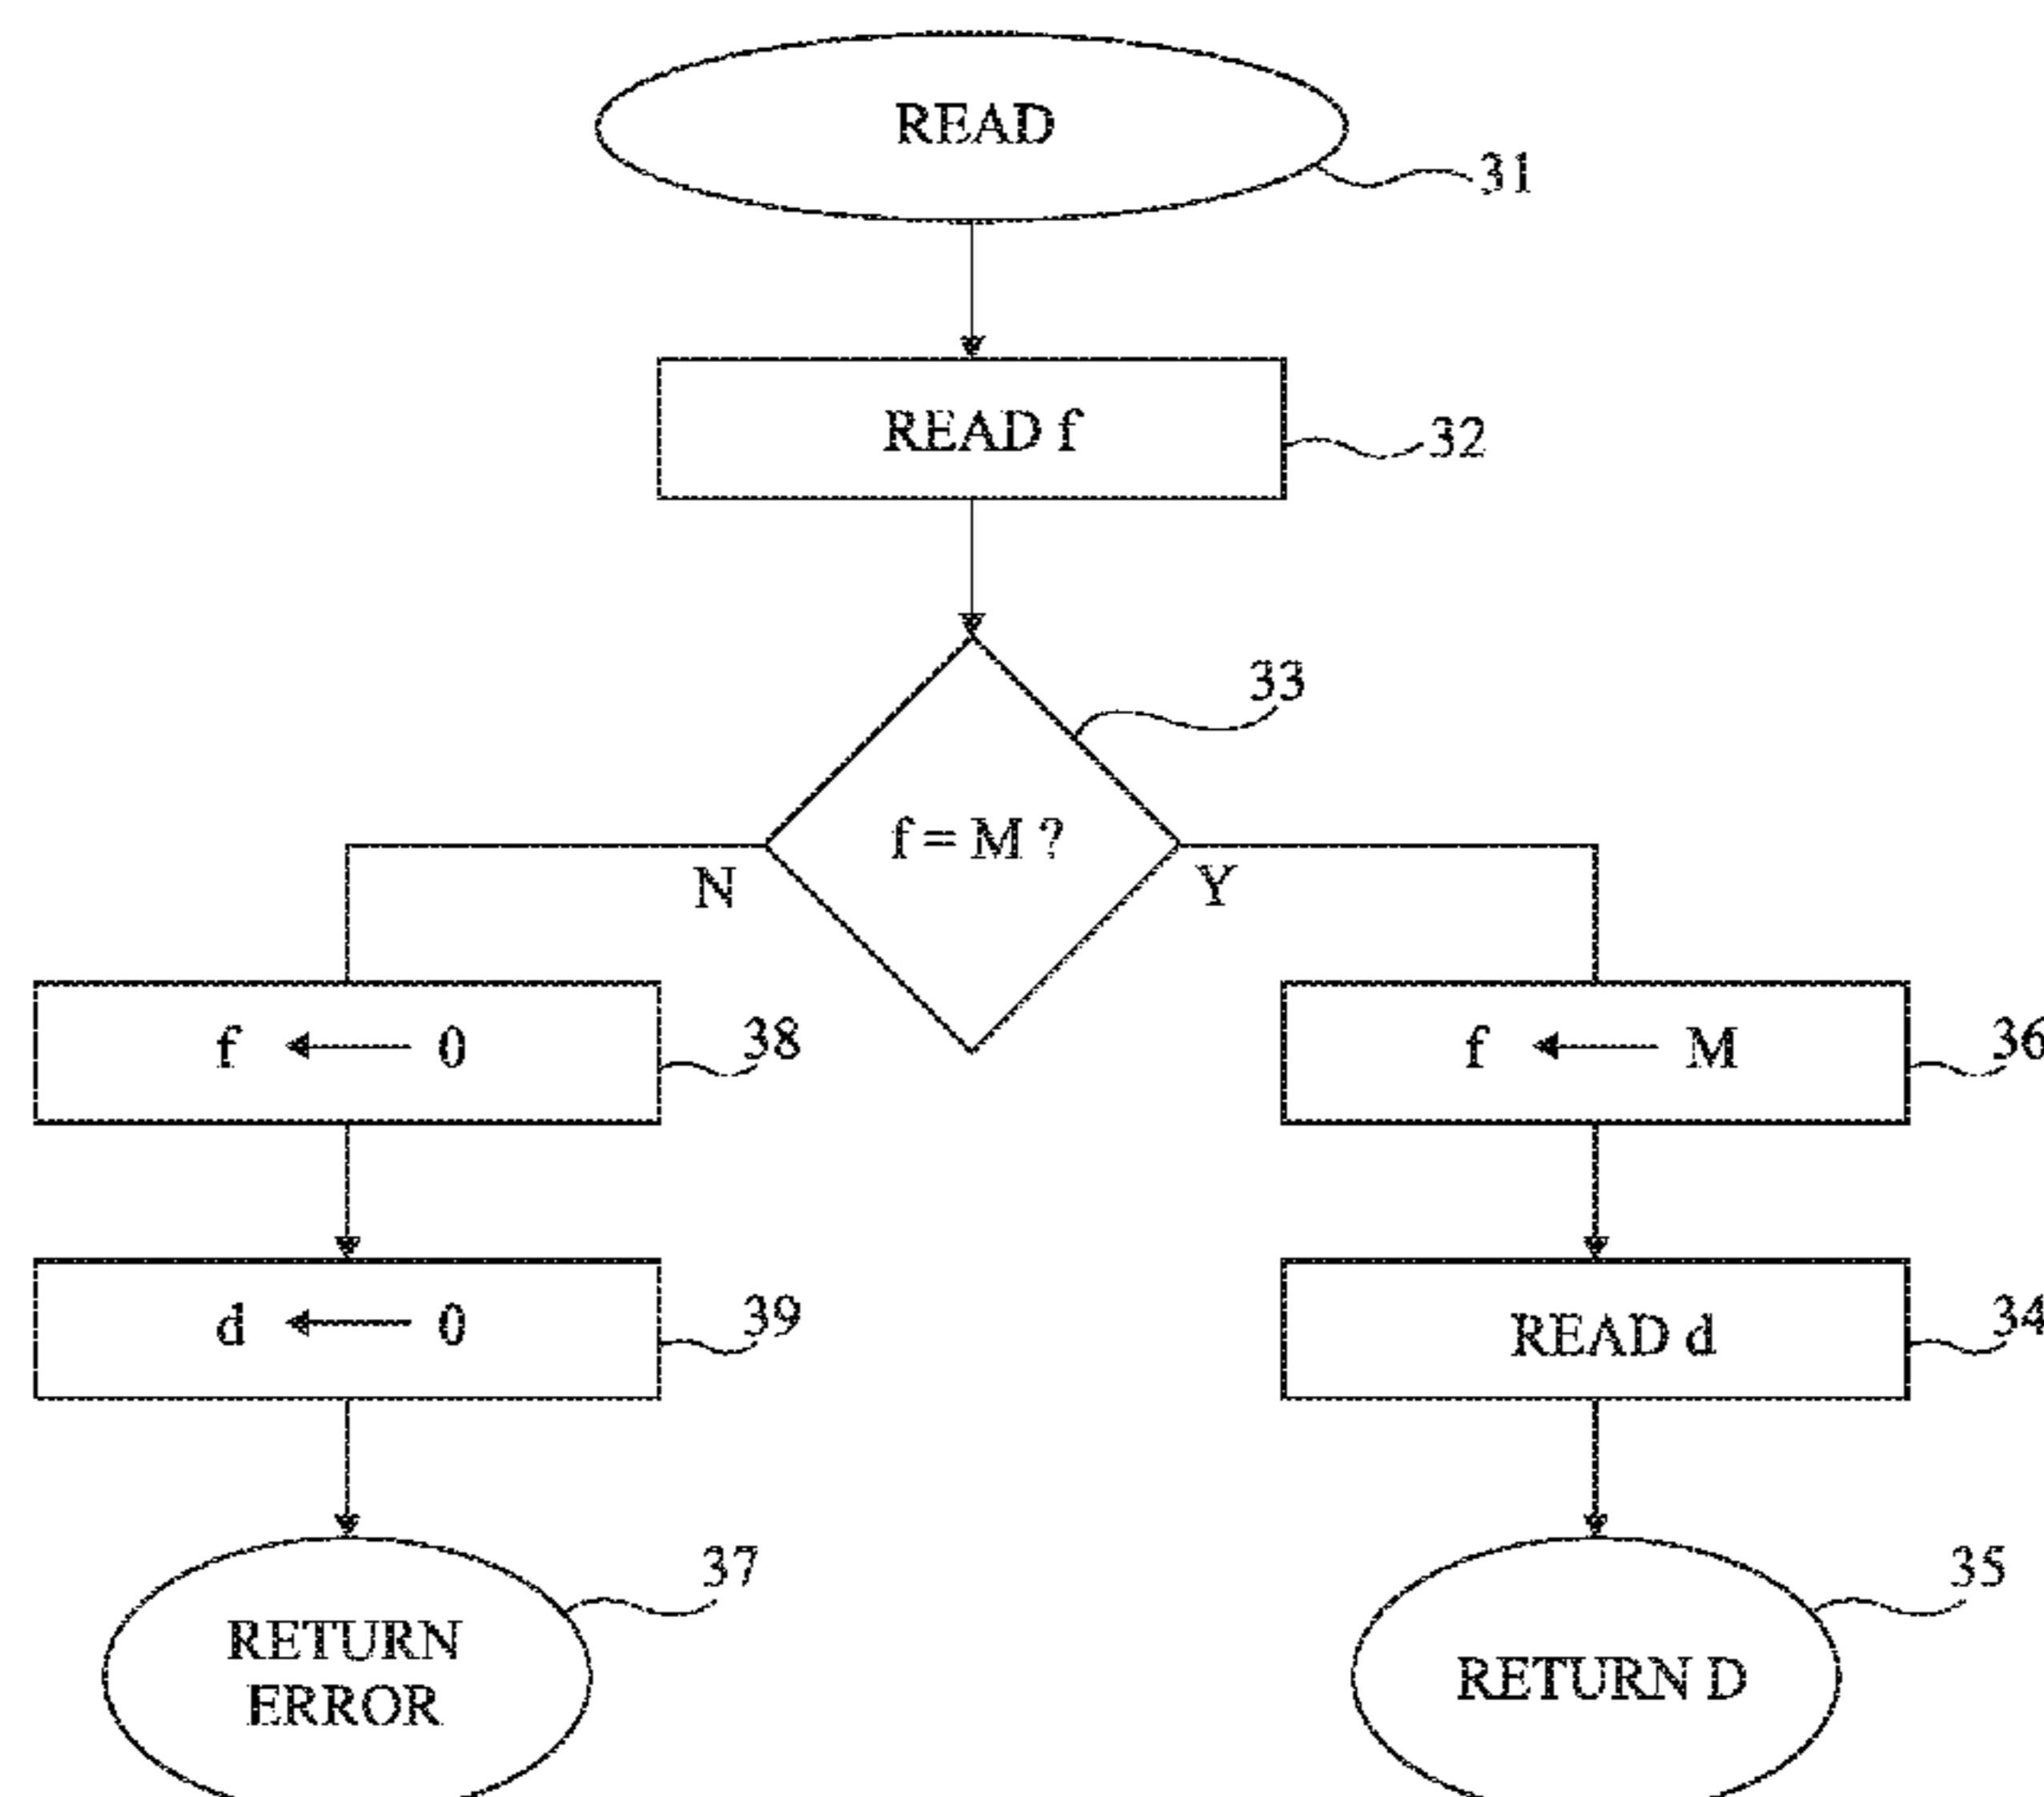 READ
31
READ f
32
33
f = M ?
N
Y
f ← 0
38
f ← M
36
d ← 0
39
READ d
34
37
RETURN
ERROR
35
RETURN D